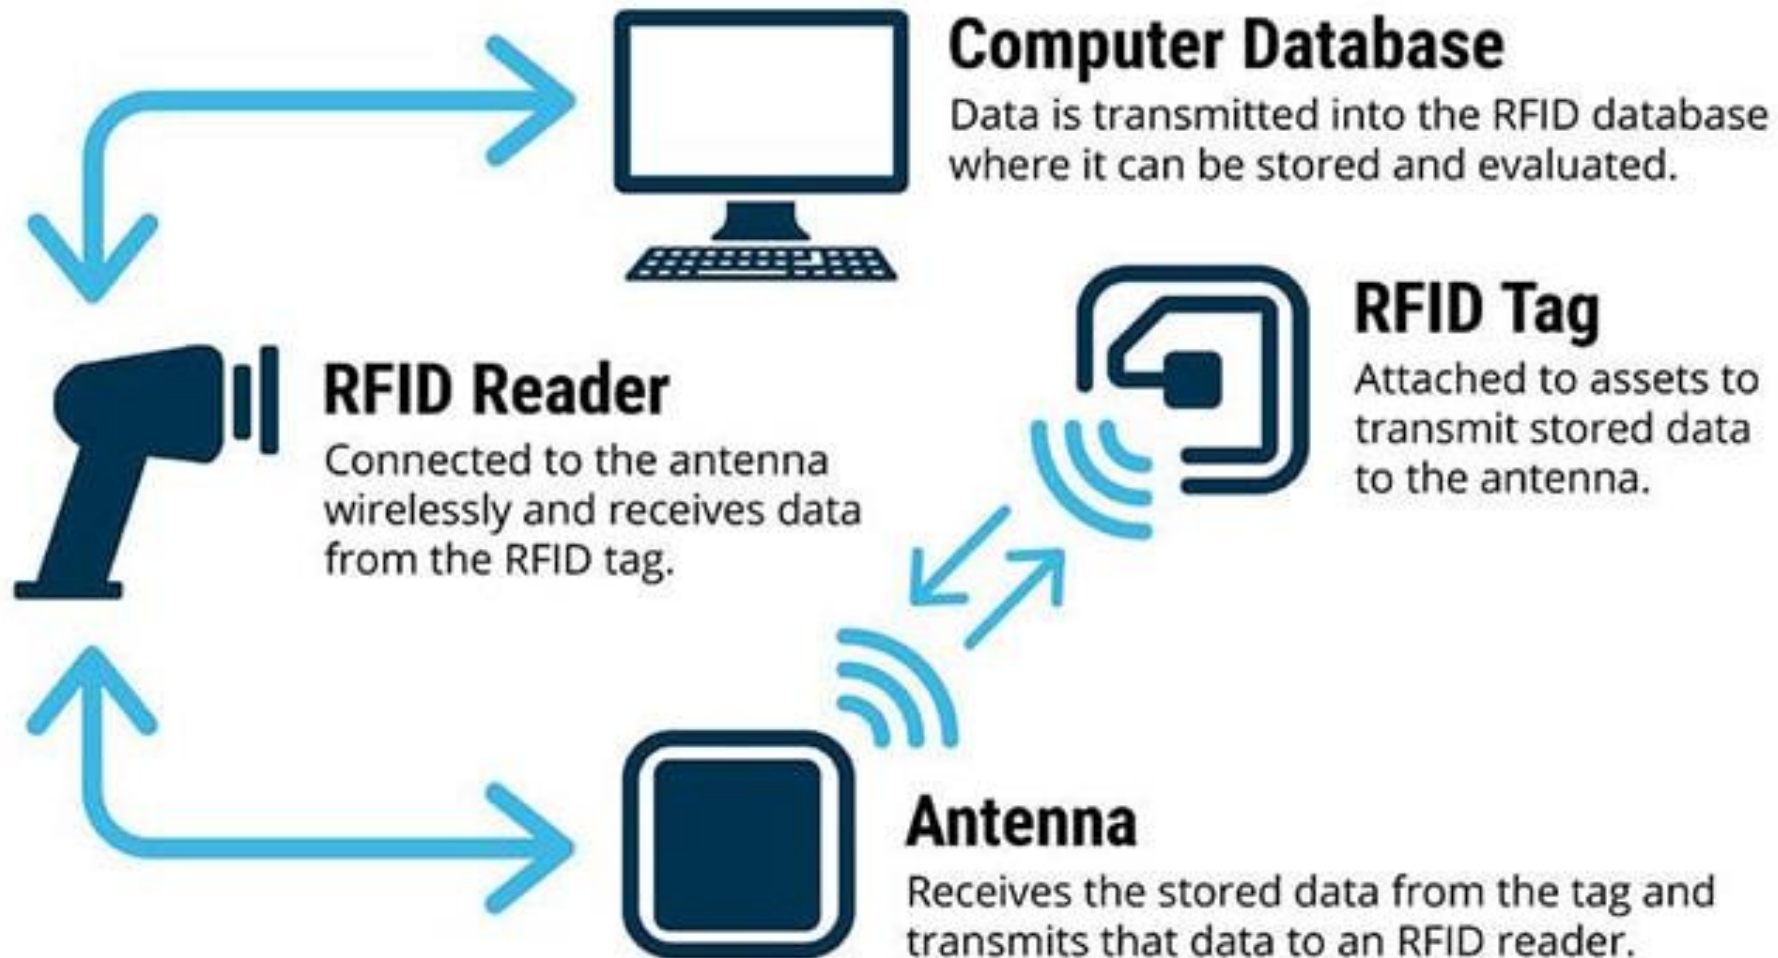 Computer Database
Data is transmitted into the RFID database
where it can be stored and evaluated.
RFID Tag
Attached to assets to
transmit stored data
to the antenna.
RFID Reader
Connected to the antenna
wirelessly and receives data
from the RFID tag.
Antenna
Receives the stored data from the tag and
transmits that data to an RFID reader.